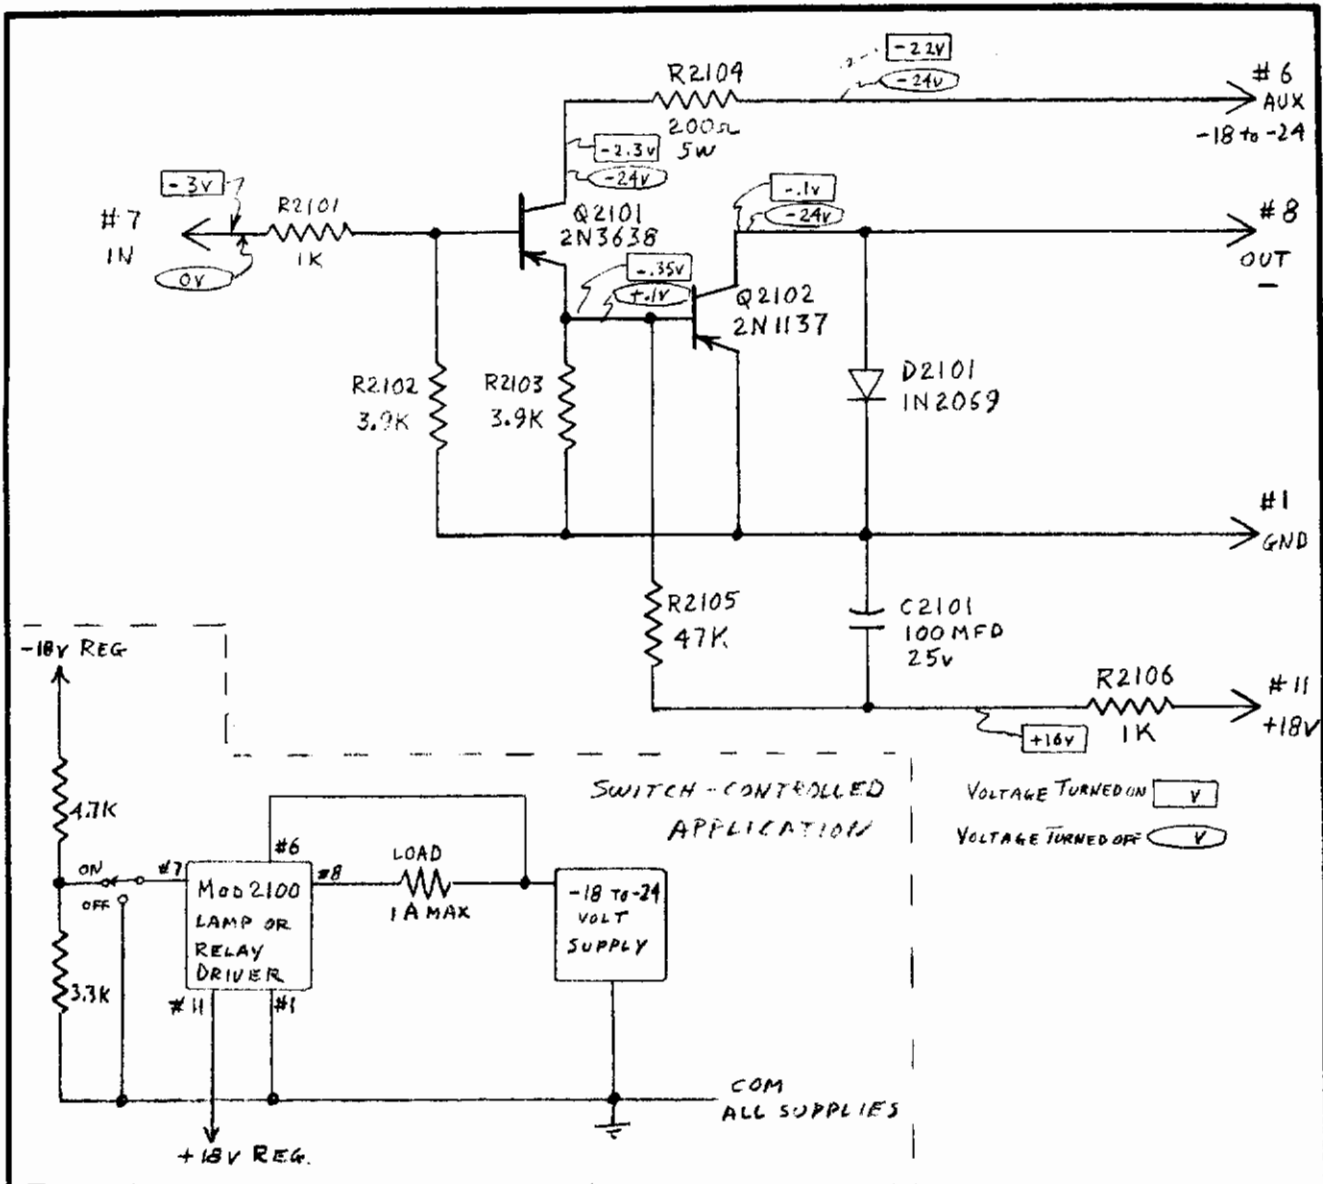 -22V
-24V
R2104
200Ω
5W
#6
AUX
-18 to -24
-2.3V
-24V
-3V
#7
IN
0V
R2101
1K
Q2101
2N3638
-.1V
-24V
#8
OUT
-
-.35V
+.1V
Q2102
2N1137
R2102
3.9K
R2103
3.9K
D2101
1N2069
#1
GND
R2105
47K
C2101
100MFD
25V
R2106
1K
#11
+18V
+16V
-18V REG
4.7K
3.3K
ON
OFF
#7
#6
#8
#11
#1
MOD 2100
LAMP OR
RELAY
DRIVER
LOAD
1A MAX
-18 TO -24
VOLT
SUPPLY
SWITCH-CONTROLLED
APPLICATION
VOLTAGE TURNED ON V
VOLTAGE TURNED OFF V
COM
ALL SUPPLIES
+18V REG.